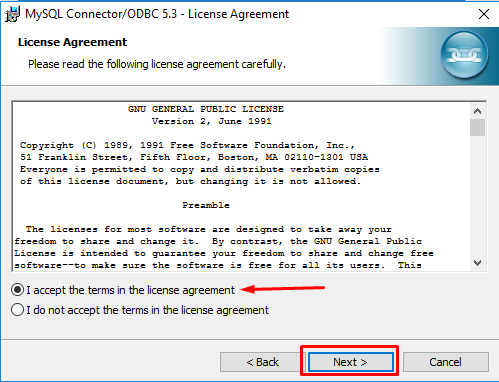 MySQL Connector/ODBC 5.3 - License Agreement
License Agreement
Please read the following license agreement carefully.
GNU GENERAL PUBLIC LICENSE
Version 2, June 1991
Copyright (C) 1989, 1991 Free Software Foundation, Inc.,
51 Franklin Street, Fifth Floor, Boston, MA 02110-1301 USA
Everyone is permitted to copy and distribute verbatim copies
of this license document, but changing it is not allowed.
Preamble
The licenses for most software are designed to take away your
freedom to share and change it. By contrast, the GNU General Public
License is intended to guarantee your freedom to share and change free
software--to make sure the software is free for all its users. This
I accept the terms in the license agreement
I do not accept the terms in the license agreement
< Back
Next >
Cancel